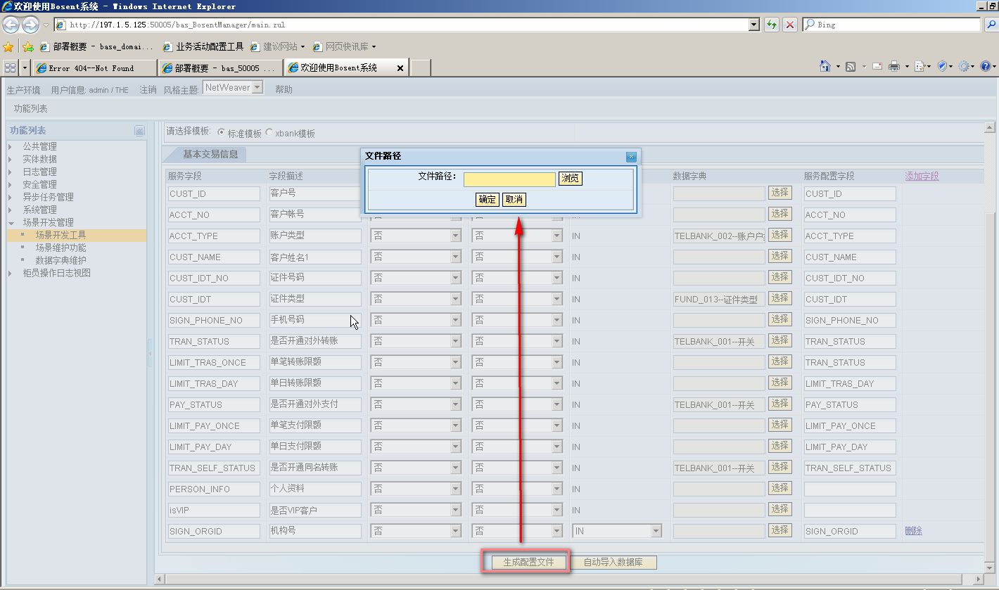 欢迎使用Bosent系统 - Windows Internet Explorer
http://197.1.5.125:50005/bas_BosentManager/main.zul
Bing
部署概要 - base_domai... 业务活动配置工具 建议网站 网页快讯库
Error 404--Not Found 部署概要 - bas_50005 ... 欢迎使用Bosent系统
生产环境 用户信息: admin / THE 注销 风格主题: NetWeaver 帮助
功能列表
功能列表
公共管理
实体数据
日志管理
安全管理
异步任务管理
系统管理
场景开发管理
场景开发工具
场景维护功能
数据字典维护
柜员操作日志视图
请选择模板: 标准模板 xbank模板
基本交易信息
文件路径
文件路径: 浏览
确定 取消
服务字段 字段描述 数据字典 服务配置字段 添加字段
CUST_ID 客户号 选择 CUST_ID
ACCT_NO 客户帐号 选择 ACCT_NO
ACCT_TYPE 账户类型 否 否 IN TELBANK_002--账户户 选择 ACCT_TYPE
CUST_NAME 客户姓名1 否 否 IN 选择 CUST_NAME
CUST_IDT_NO 证件号码 否 否 IN 选择 CUST_IDT_NO
CUST_IDT 证件类型 否 否 IN FUND_013--证件类型 选择 CUST_IDT
SIGN_PHONE_NO 手机号码 否 否 IN 选择 SIGN_PHONE_NO
TRAN_STATUS 是否开通对外转账 否 否 IN TELBANK_001--开关 选择 TRAN_STATUS
LIMIT_TRAS_ONCE 单笔转账限额 否 否 IN 选择 TRAN_STATUS
LIMIT_TRAS_DAY 单日转账限额 否 否 IN 选择 LIMIT_TRAS_DAY
PAY_STATUS 是否开通对外支付 否 否 IN TELBANK_001--开关 选择 PAY_STATUS
LIMIT_PAY_ONCE 单笔支付限额 否 否 IN 选择 LIMIT_PAY_ONCE
LIMIT_PAY_DAY 单日支付限额 否 否 IN 选择 LIMIT_PAY_DAY
TRAN_SELF_STATUS 是否开通同名转账 否 否 IN TELBANK_001--开关 选择 TRAN_SELF_STATUS
PERSON_INFO 个人资料 否 否 IN 选择
isVIP 是否VIP客户 否 否 IN 选择
SIGN_ORGID 机构号 否 否 IN 选择 SIGN_ORGID 删除
生成配置文件 自动导入数据库